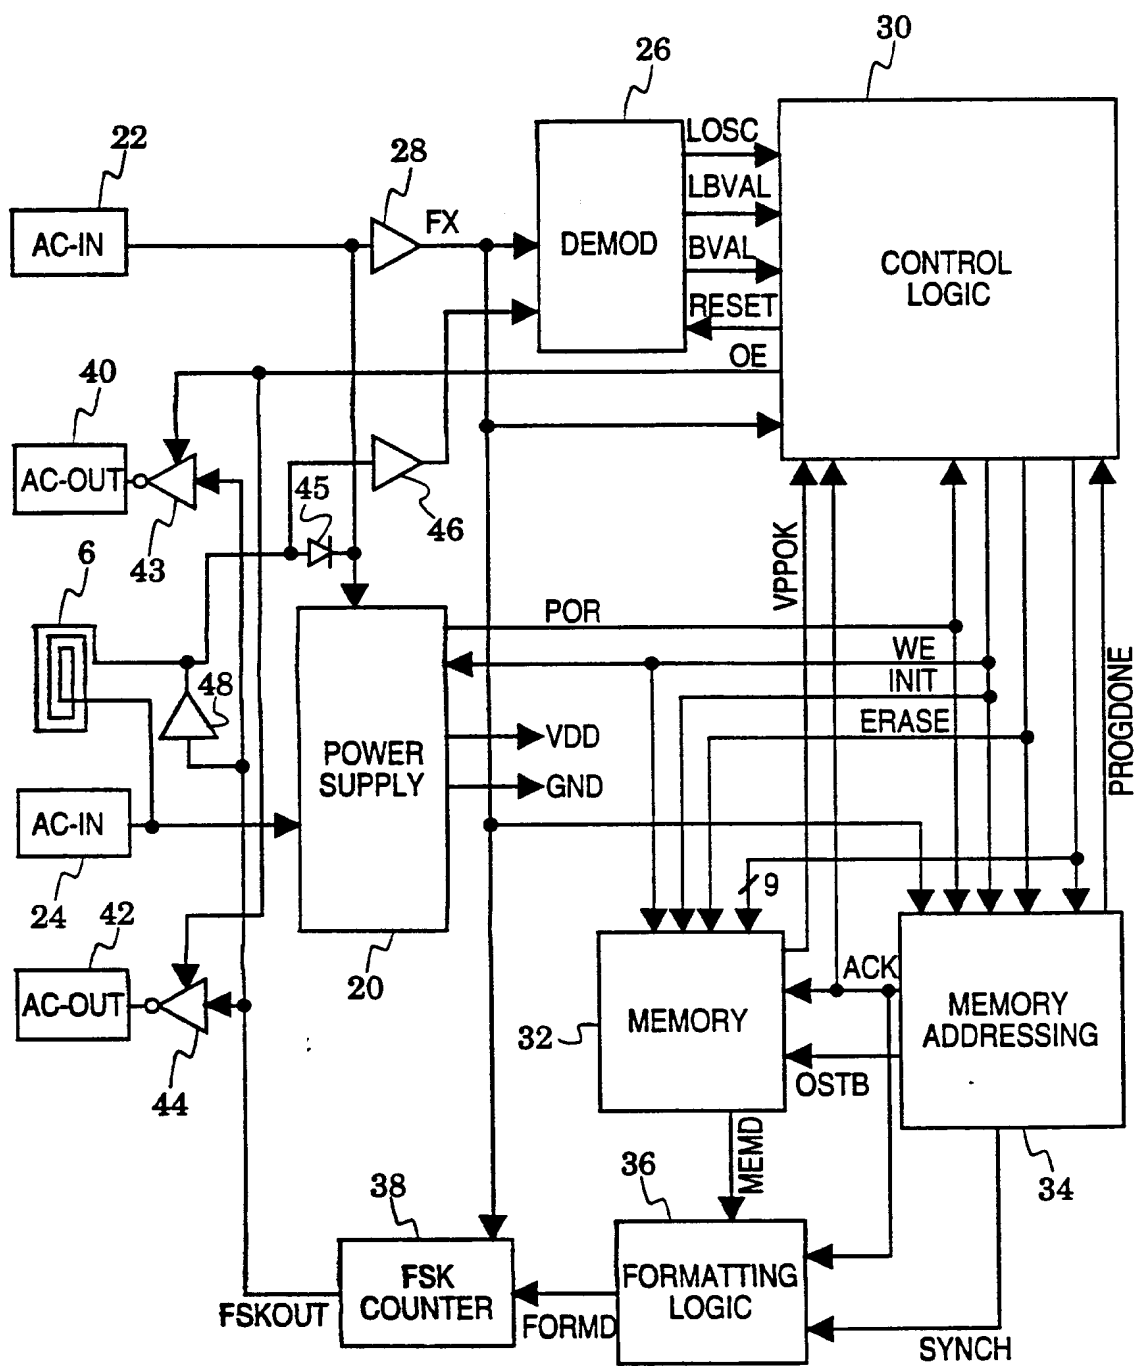 30
26
22
28
LOSC
LBVAL
BVAL
RESET
OE
FX
AC-IN
DEMOD
CONTROL
LOGIC
40
AC-OUT
43
45
46
6
48
VPPOK
POR
WE
INIT
ERASE
PROGDONE
POWER
SUPPLY
VDD
GND
AC-IN
24
9
42
AC-OUT
44
20
32
MEMORY
ACK
OSTB
MEMORY
ADDRESSING
34
MEMD
36
38
FSK
COUNTER
FORMATTING
LOGIC
FSKOUT
FORMD
SYNCH